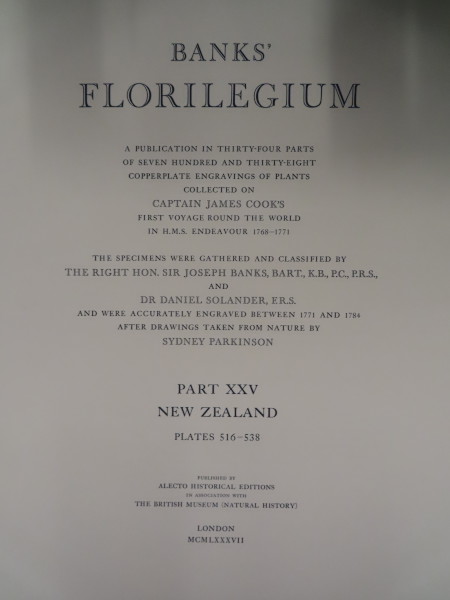 BANKS'
FLORILEGIUM
A PUBLICATION IN THIRTY-FOUR PARTS
OF SEVEN HUNDRED AND THIRTY-EIGHT
COPPERPLATE ENGRAVINGS OF PLANTS
COLLECTED ON
CAPTAIN JAMES COOK'S
FIRST VOYAGE ROUND THE WORLD
IN H.M.S. ENDEAVOUR 1768–1771
THE SPECIMENS WERE GATHERED AND CLASSIFIED BY
THE RIGHT HON. SIR JOSEPH BANKS, BART., K.B., P.C., P.R.S.,
AND
DR DANIEL SOLANDER, F.R.S.
AND WERE ACCURATELY ENGRAVED BETWEEN 1771 AND 1784
AFTER DRAWINGS TAKEN FROM NATURE BY
SYDNEY PARKINSON
PART XXV
NEW ZEALAND
PLATES 516–538
PUBLISHED BY
ALECTO HISTORICAL EDITIONS
IN ASSOCIATION WITH
THE BRITISH MUSEUM (NATURAL HISTORY)
LONDON
MCMLXXXVII